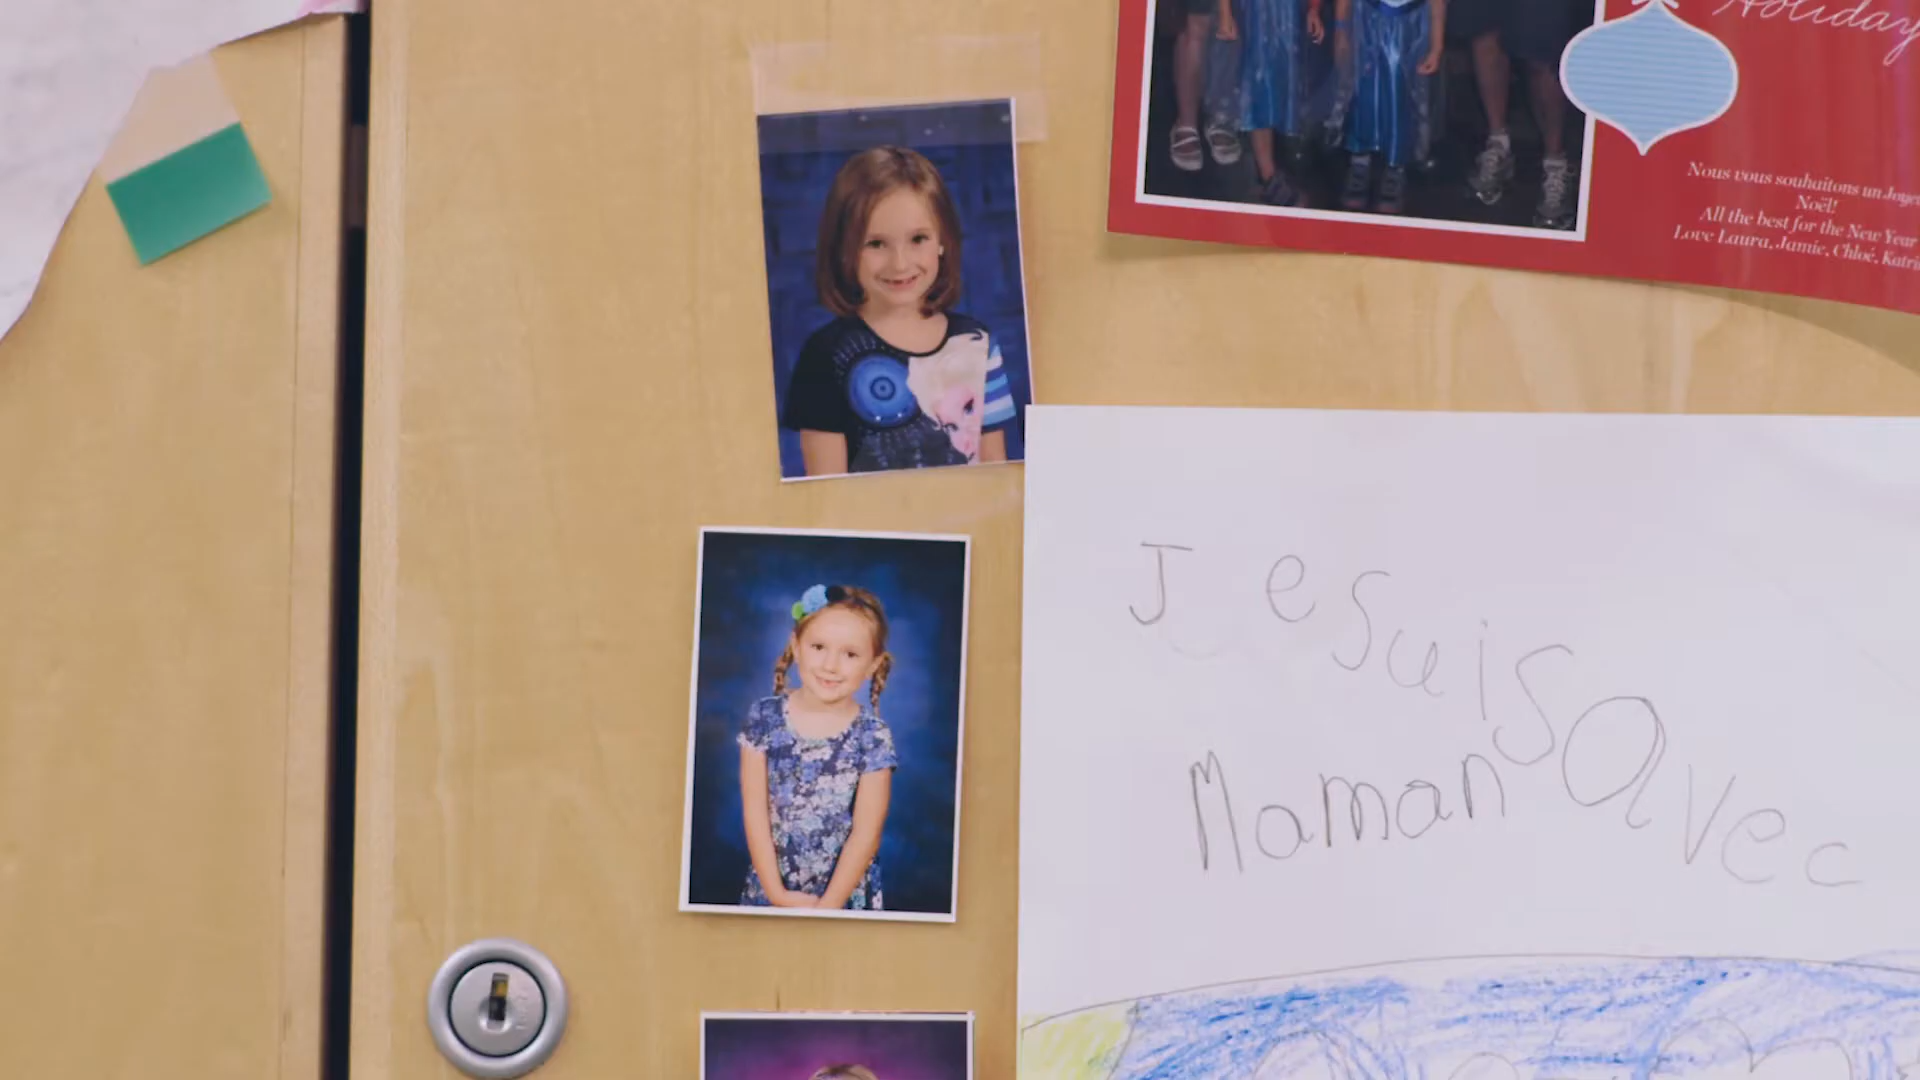 Holiday
Nous vous souhaitons un Joye
Noël!
All the best for the New Year
Love Laura, Jamie, Chloé, Katri
Je suis avec
Maman